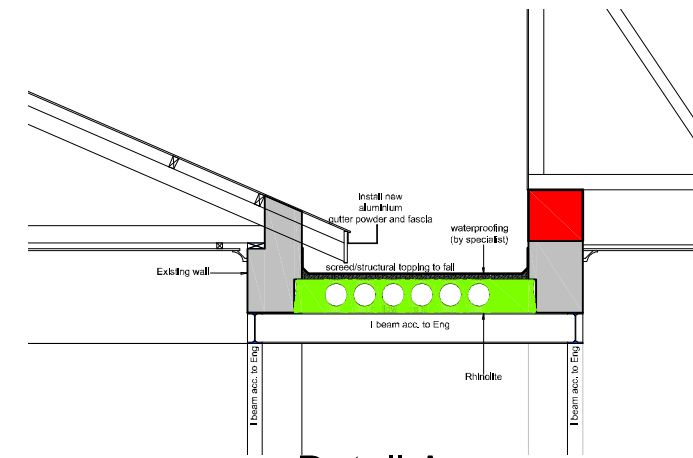 Install new
aluminium
gutter powder and fascia
waterproofing
(by specialist)
screed/structural topping to fall
Existing wall
I beam acc. to Eng
Rhinolite
I beam acc. to Eng
I beam acc. to Eng